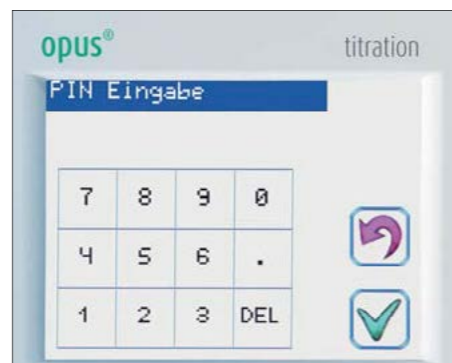 opus® titration
PIN Eingabe
7 8 9 0
4 5 6 .
1 2 3 DEL